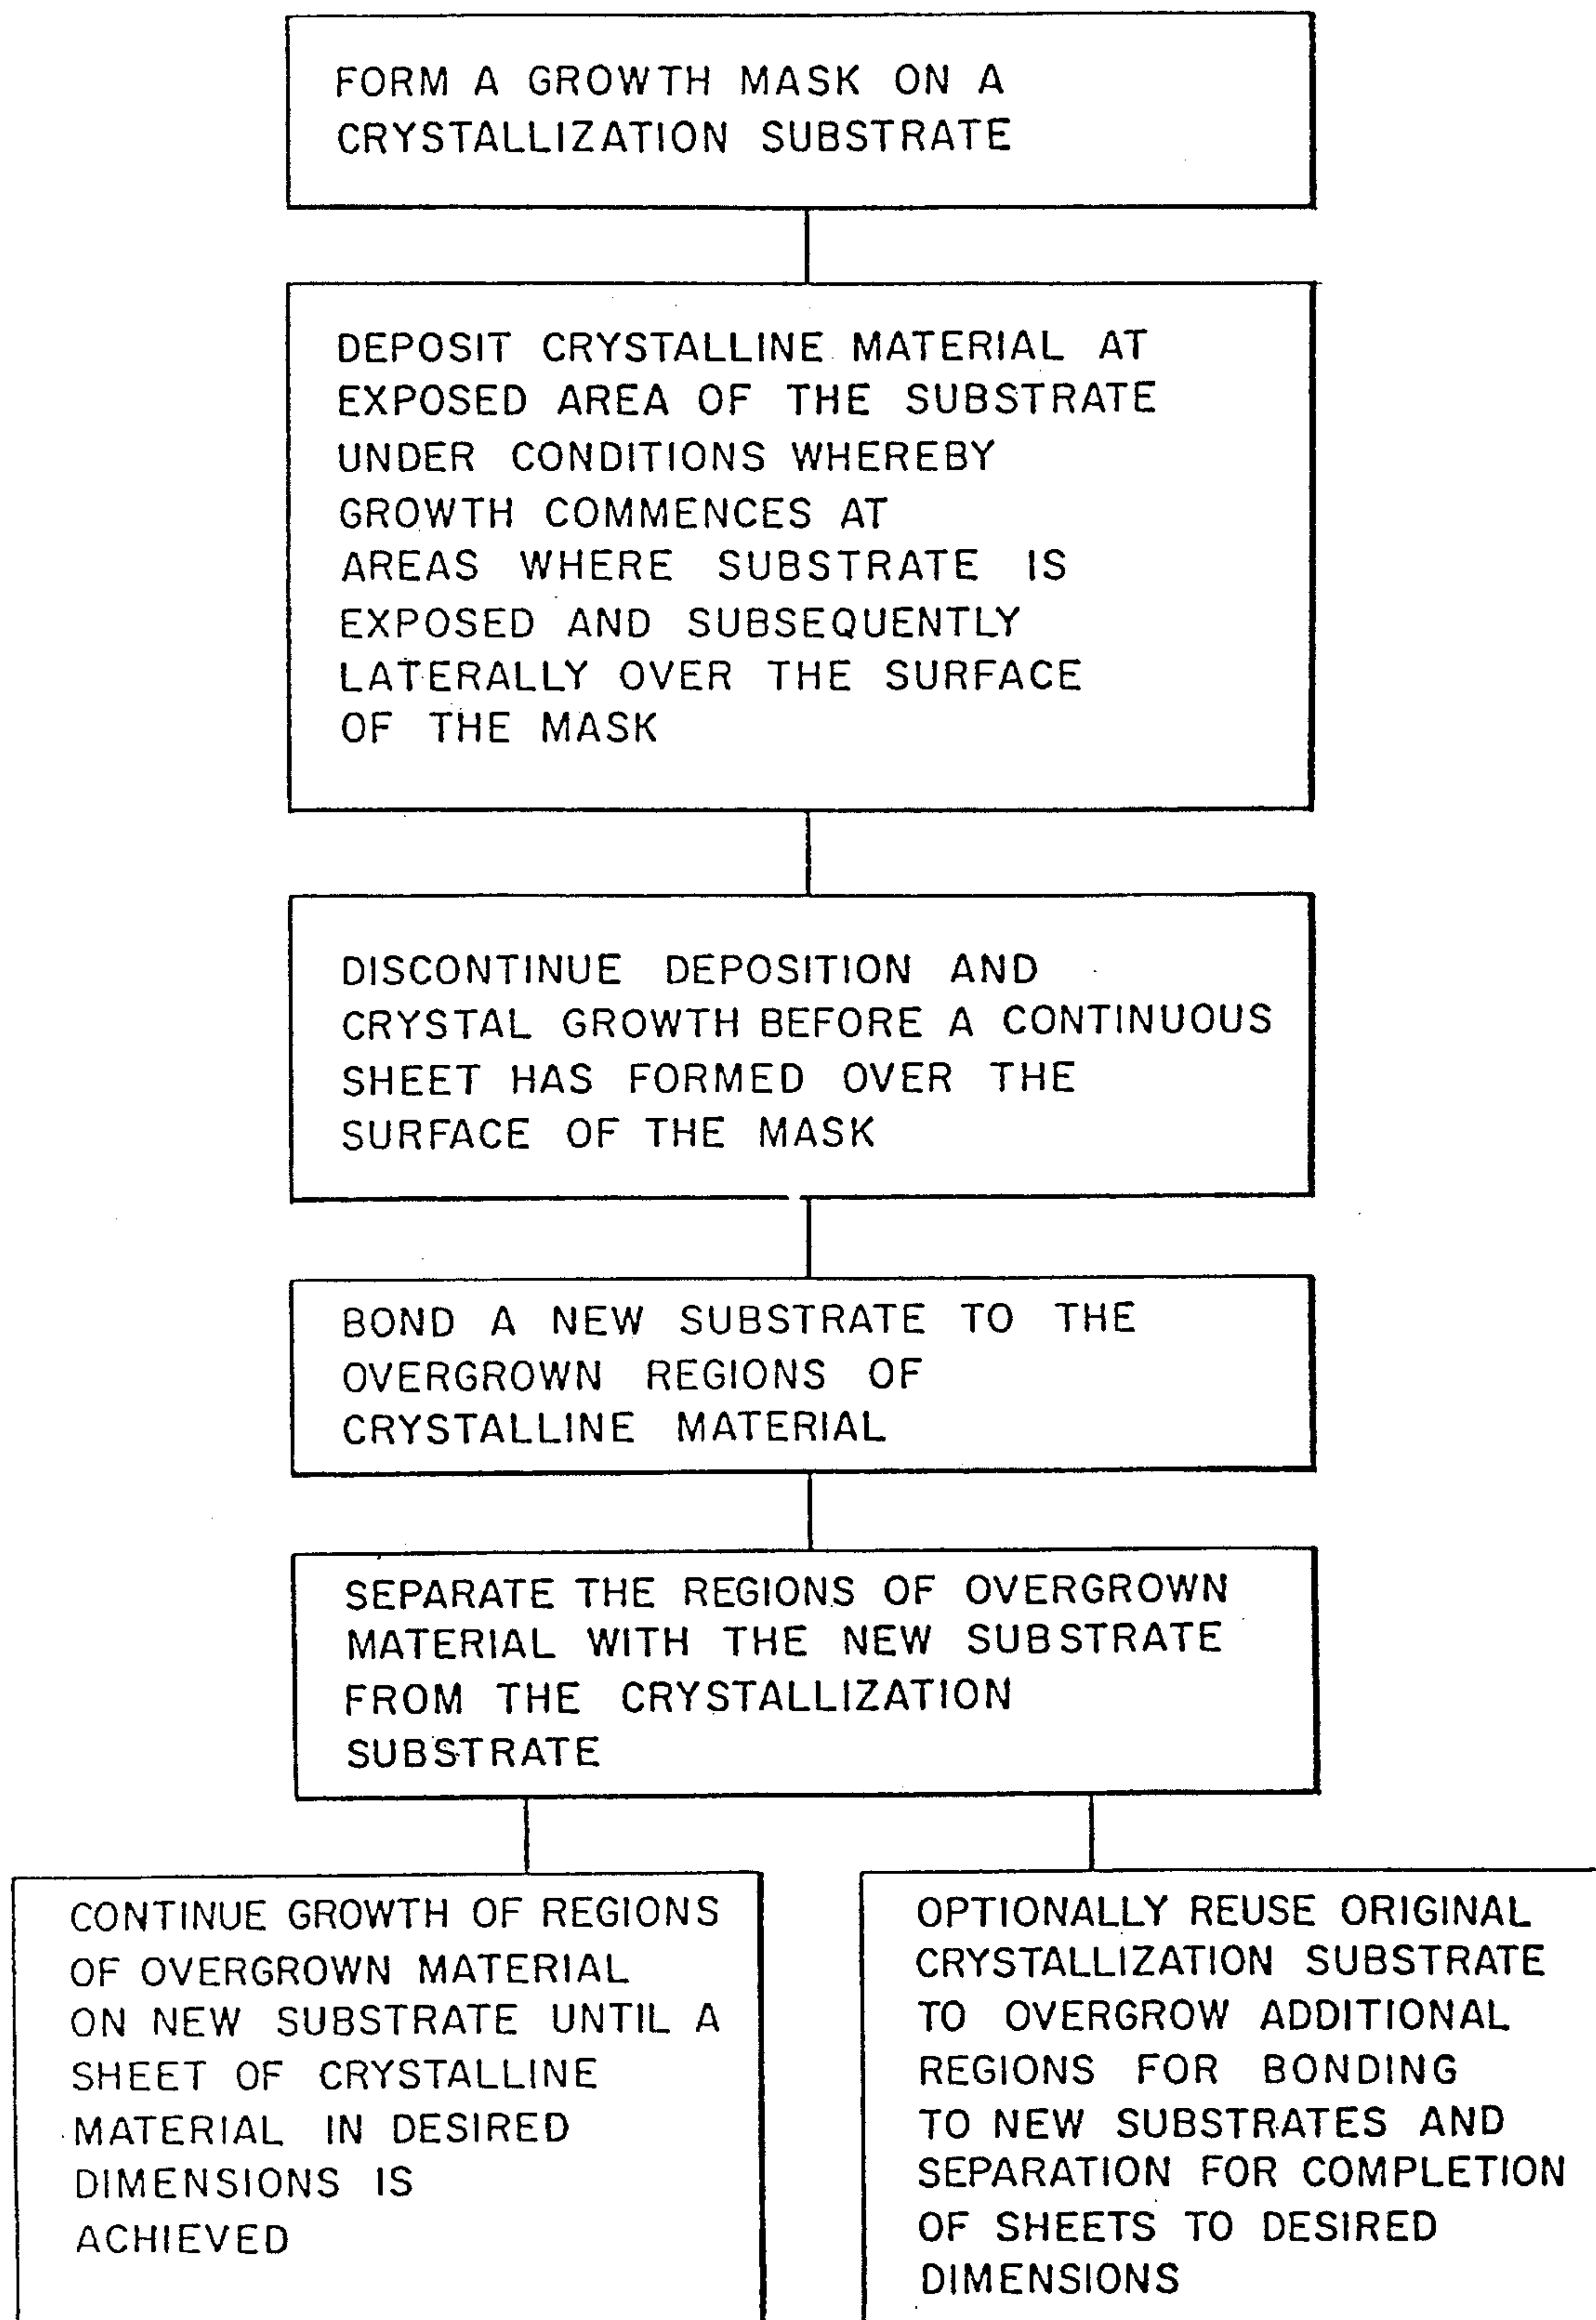 FORM A GROWTH MASK ON A
CRYSTALLIZATION SUBSTRATE
DEPOSIT CRYSTALLINE MATERIAL AT
EXPOSED AREA OF THE SUBSTRATE
UNDER CONDITIONS WHEREBY
GROWTH COMMENCES AT
AREAS WHERE SUBSTRATE IS
EXPOSED AND SUBSEQUENTLY
LATERALLY OVER THE SURFACE
OF THE MASK
DISCONTINUE DEPOSITION AND
CRYSTAL GROWTH BEFORE A CONTINUOUS
SHEET HAS FORMED OVER THE
SURFACE OF THE MASK
BOND A NEW SUBSTRATE TO THE
OVERGROWN REGIONS OF
CRYSTALLINE MATERIAL
SEPARATE THE REGIONS OF OVERGROWN
MATERIAL WITH THE NEW SUBSTRATE
FROM THE CRYSTALLIZATION
SUBSTRATE
CONTINUE GROWTH OF REGIONS
OF OVERGROWN MATERIAL
ON NEW SUBSTRATE UNTIL A
SHEET OF CRYSTALLINE
MATERIAL IN DESIRED
DIMENSIONS IS
ACHIEVED
OPTIONALLY REUSE ORIGINAL
CRYSTALLIZATION SUBSTRATE
TO OVERGROW ADDITIONAL
REGIONS FOR BONDING
TO NEW SUBSTRATES AND
SEPARATION FOR COMPLETION
OF SHEETS TO DESIRED
DIMENSIONS